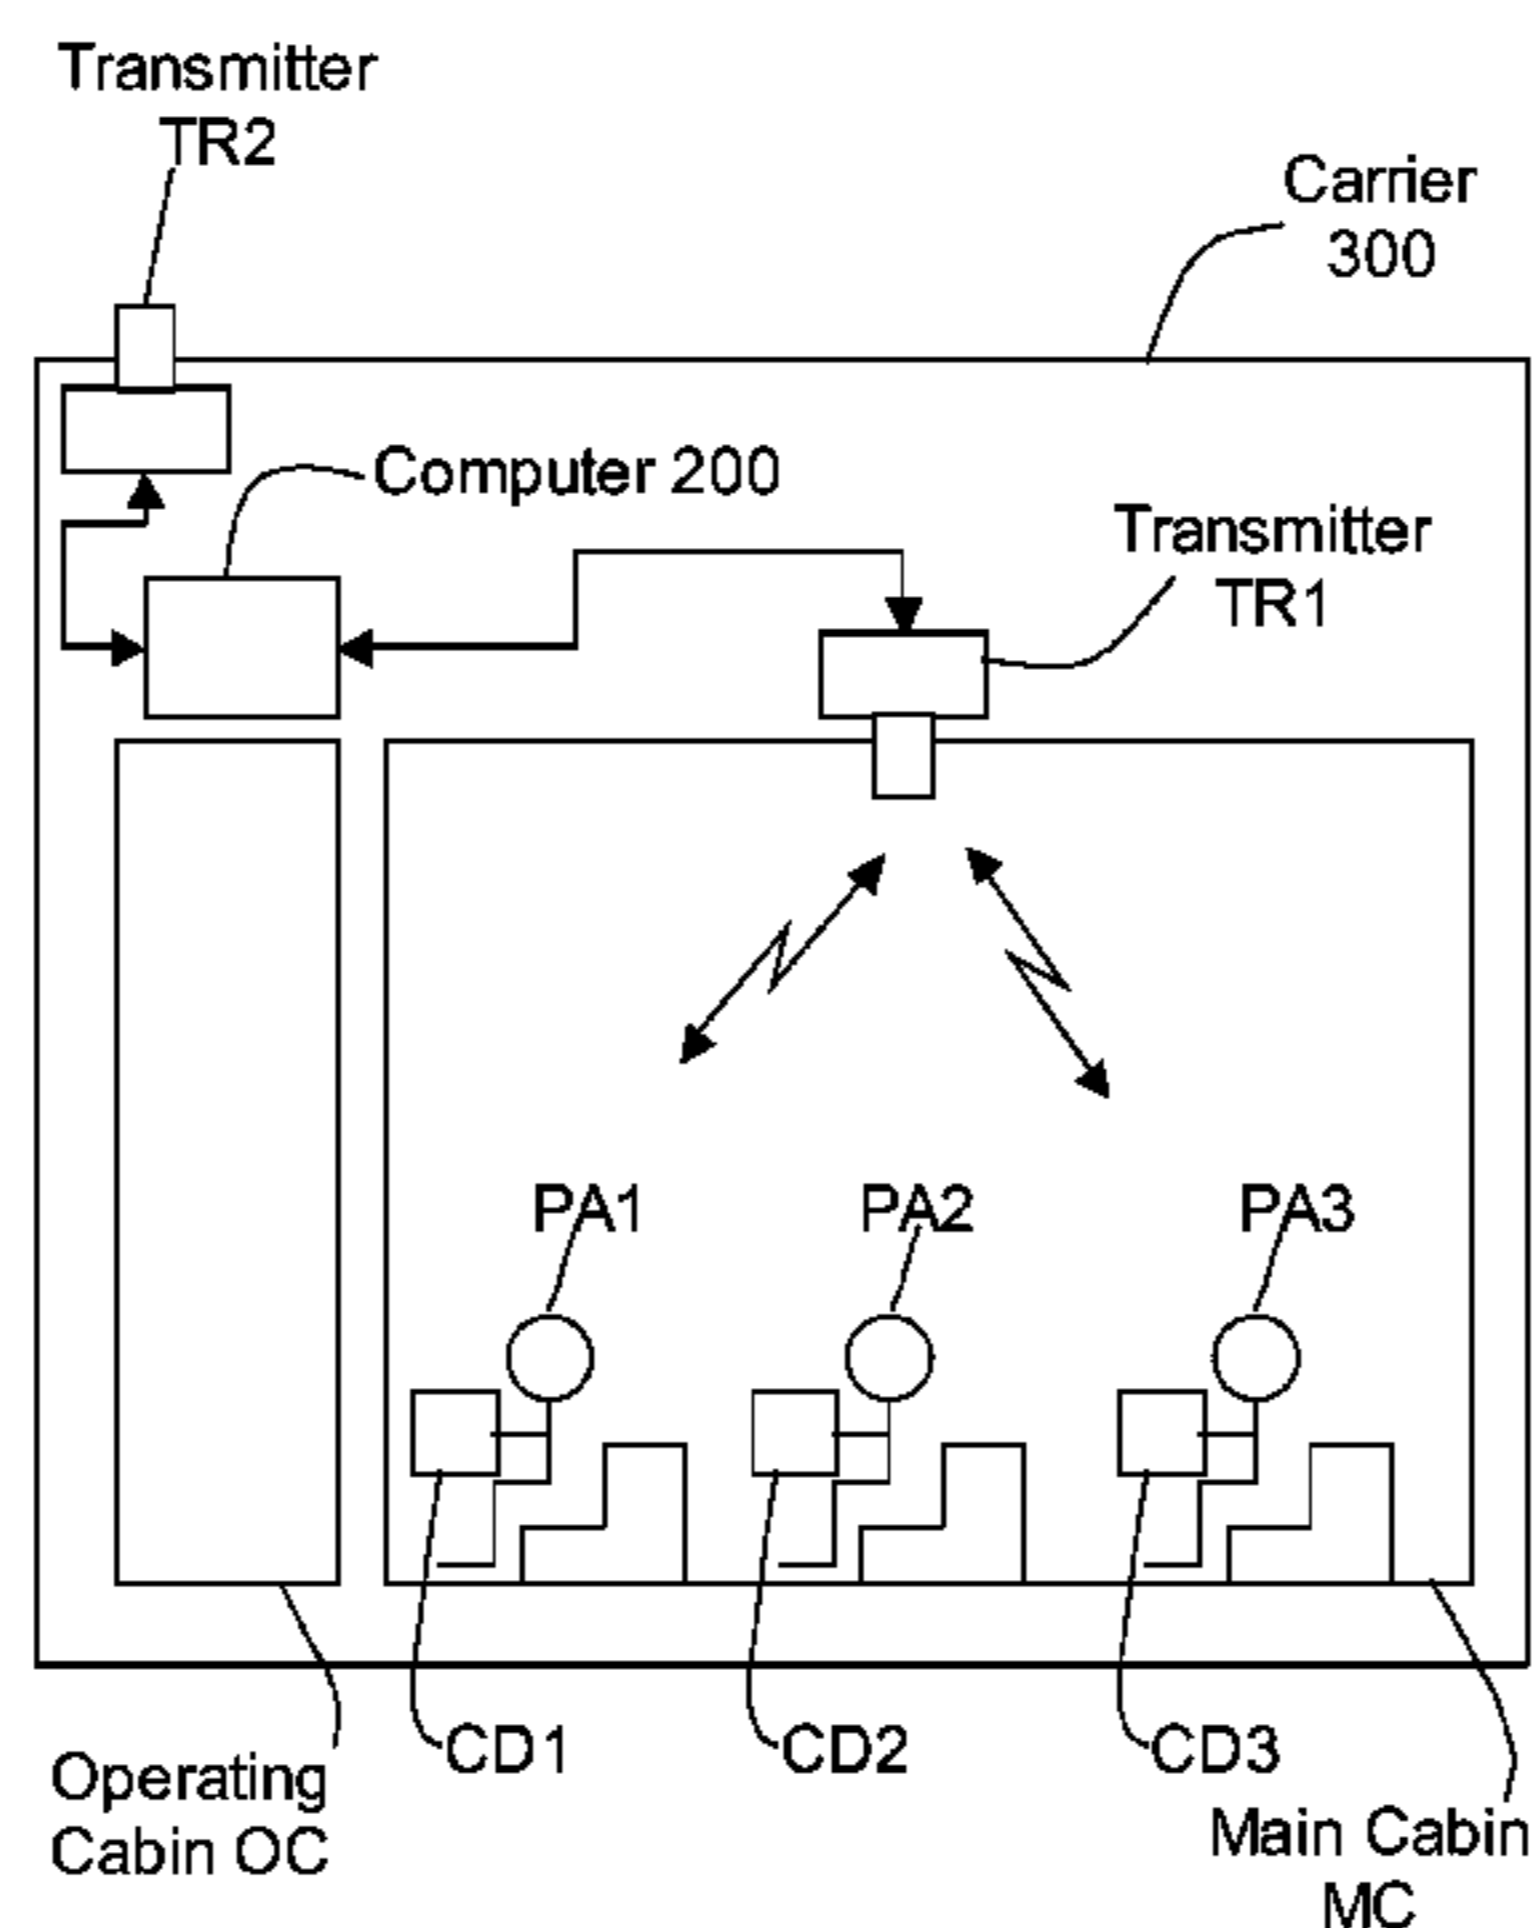 Transmitter
TR2
Carrier
300
Computer 200
Transmitter
TR1
PA1
PA2
PA3
CD1
CD2
CD3
Operating
Cabin OC
Main Cabin
MC